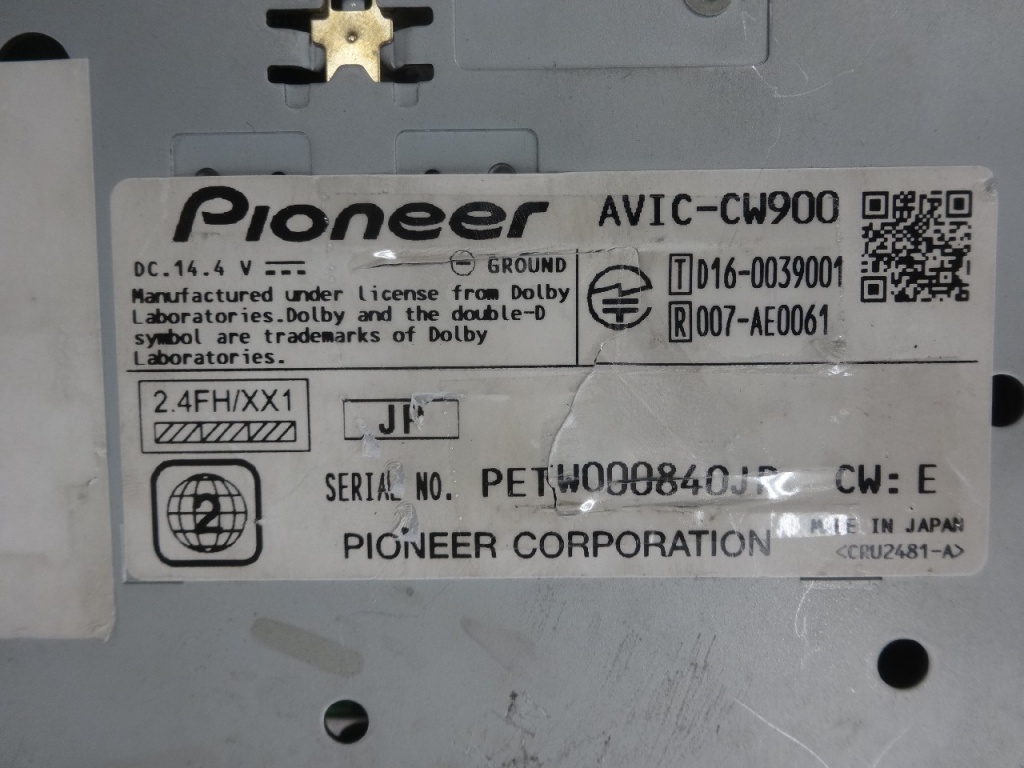 Pioneer
AVIC-CW900
DC.14.4 V
GROUND
Manufactured under license from Dolby
Laboratories.Dolby and the double-D
symbol are trademarks of Dolby
Laboratories.
T D16-0039001
R 007-AE0061
2.4FH/XX1
JP
2
SERIAL NO. CW: E
PIONEER CORPORATION
MADE IN JAPAN
<CRU2481-A>